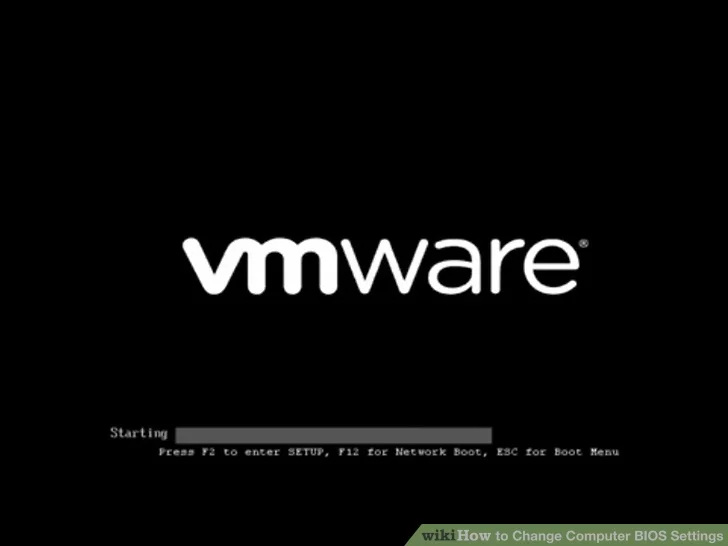 vmware®
Starting
Press F2 to enter SETUP, F12 for Network Boot, ESC for Boot Menu
wikiHow to Change Computer BIOS Settings